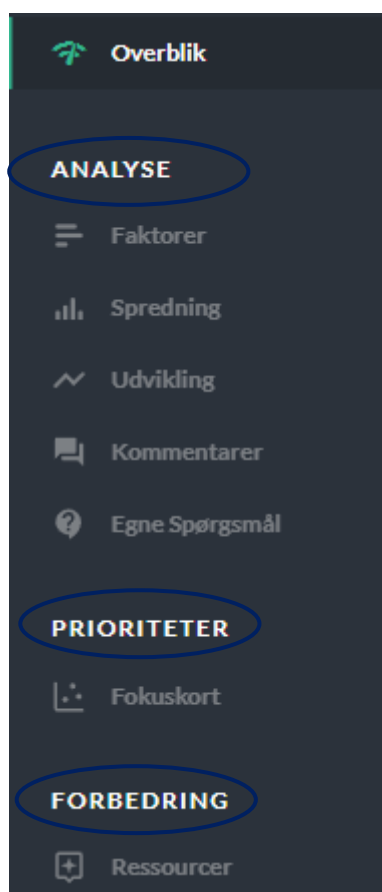 Overblik
ANALYSE
Faktorer
Spredning
Udvikling
Kommentarer
Egne Spørgsmål
PRIORITETER
Fokuskort
FORBEDRING
Ressourcer